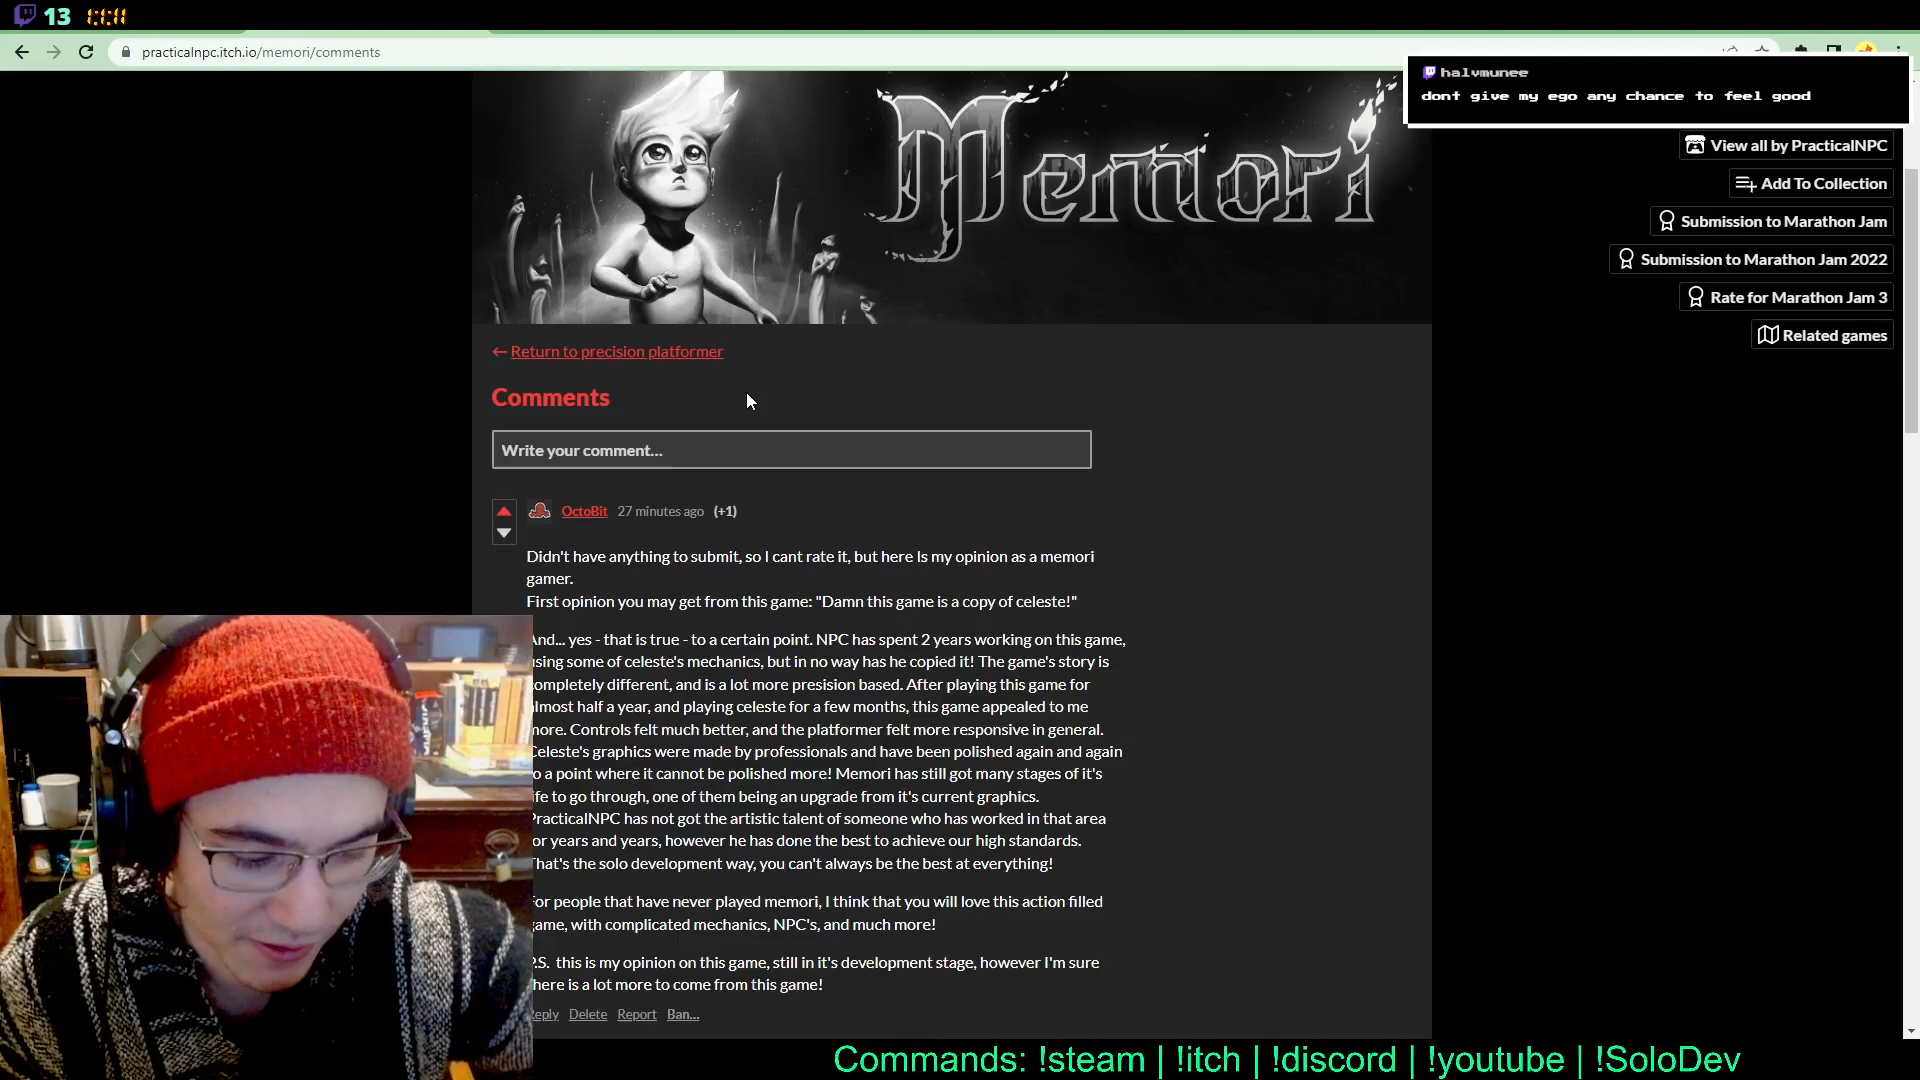 13
practicalnpc.itch.io/memori/comments
halvmunee
dont give my ego any chance to feel good
Memori
View all by PracticalNPC
Add To Collection
Submission to Marathon Jam
Submission to Marathon Jam 2022
Rate for Marathon Jam 3
Related games
← Return to precision platformer
Comments
Write your comment...
OctoBit 27 minutes ago (+1)
Didn't have anything to submit, so I cant rate it, but here Is my opinion as a memori
gamer.
First opinion you may get from this game: "Damn this game is a copy of celeste!"
And... yes - that is true - to a certain point. NPC has spent 2 years working on this game,
using some of celeste's mechanics, but in no way has he copied it! The game's story is
completely different, and is a lot more presision based. After playing this game for
almost half a year, and playing celeste for a few months, this game appealed to me
more. Controls felt much better, and the platformer felt more responsive in general.
Celeste's graphics were made by professionals and have been polished again and again
to a point where it cannot be polished more! Memori has still got many stages of it's
life to go through, one of them being an upgrade from it's current graphics.
PracticalNPC has not got the artistic talent of someone who has worked in that area
for years and years, however he has done the best to achieve our high standards.
That's the solo development way, you can't always be the best at everything!
For people that have never played memori, I think that you will love this action filled
game, with complicated mechanics, NPC's, and much more!
P.S. this is my opinion on this game, still in it's development stage, however I'm sure
there is a lot more to come from this game!
Reply Delete Report Ban...
Commands: !steam | !itch | !discord | !youtube | !SoloDev